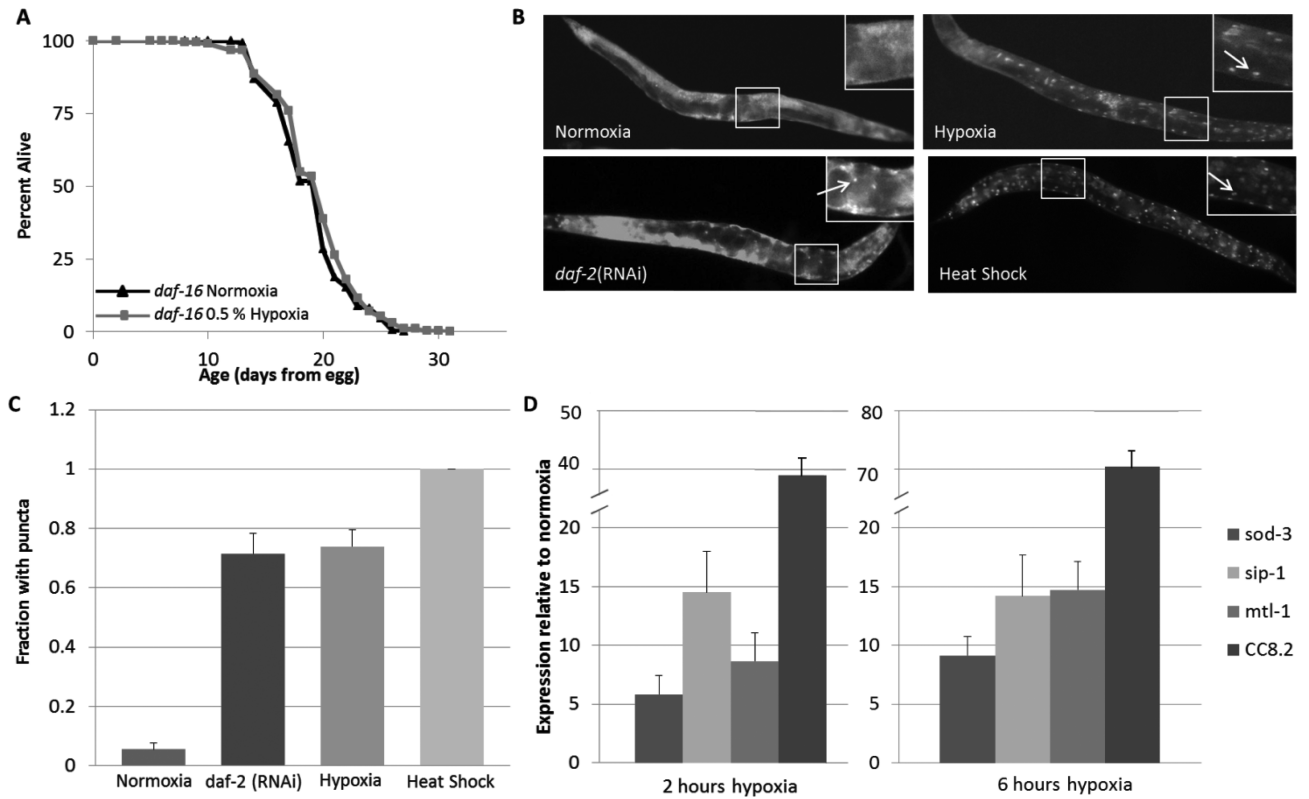 A
100
75
50
25
0
Percent Alive
daf-16 Normoxia
daf-16 0.5 % Hypoxia
0 10 20 30
Age (days from egg)
B
Normoxia
Hypoxia
daf-2(RNAi)
Heat Shock
C
1.2
1
0.8
0.6
0.4
0.2
0
Fraction with puncta
Normoxia daf-2 (RNAi) Hypoxia Heat Shock
D
Expression relative to normoxia
50
40
20
15
10
5
0
2 hours hypoxia
80
70
20
15
10
5
0
6 hours hypoxia
sod-3
sip-1
mtl-1
CC8.2